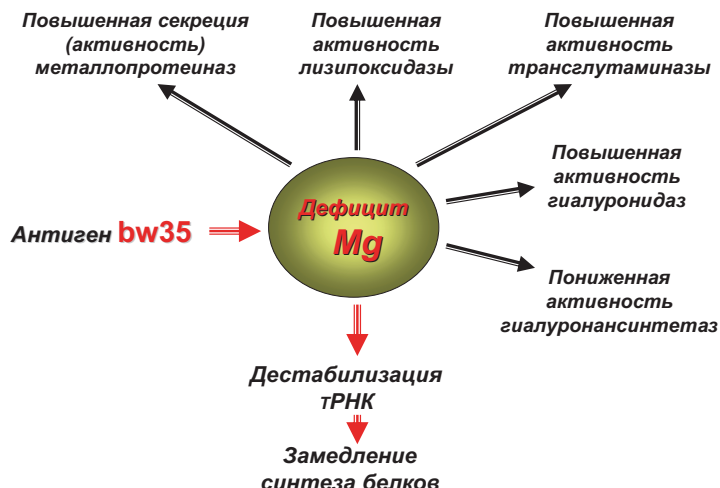 Повышенная секреция
(активность)
металлопротеиназ
Повышенная
активность
лизипоксидазы
Повышенная
активность
трансглутаминазы
Повышенная
активность
гиалуронидаз
Антиген bw35
Дефицит
Mg
Пониженная
активность
гиалуронансинтетаз
Дестабилизация
тРНК
Замедление
синтеза белков